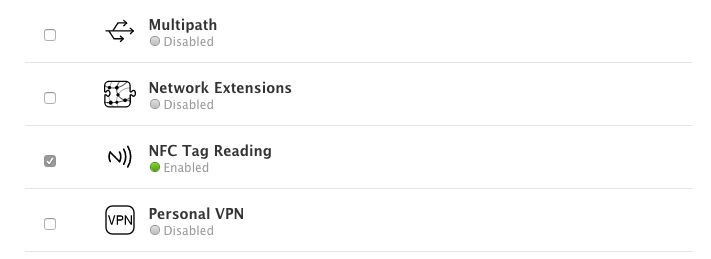 Multipath
Disabled
Network Extensions
Disabled
NFC Tag Reading
Enabled
VPN
Personal VPN
Disabled